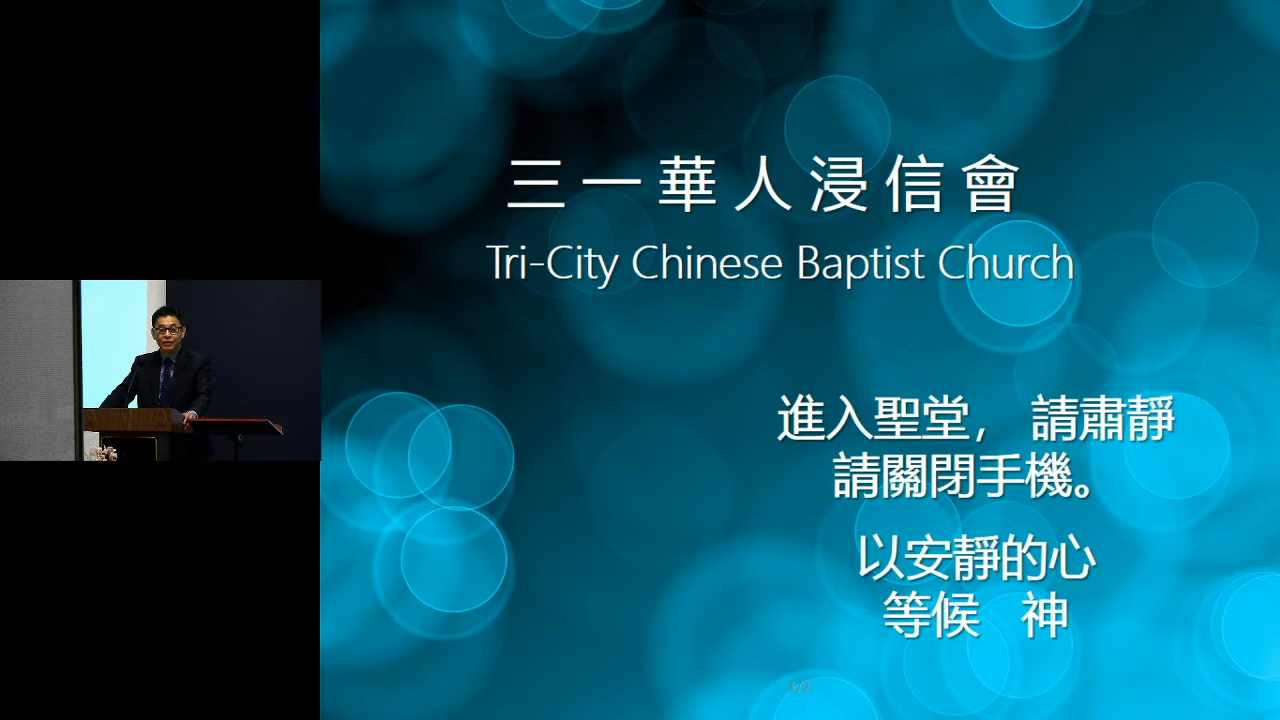 三一華人浸信會
Tri-City Chinese Baptist Church
進入聖堂， 請肅靜
請關閉手機。
以安靜的心
等候　神